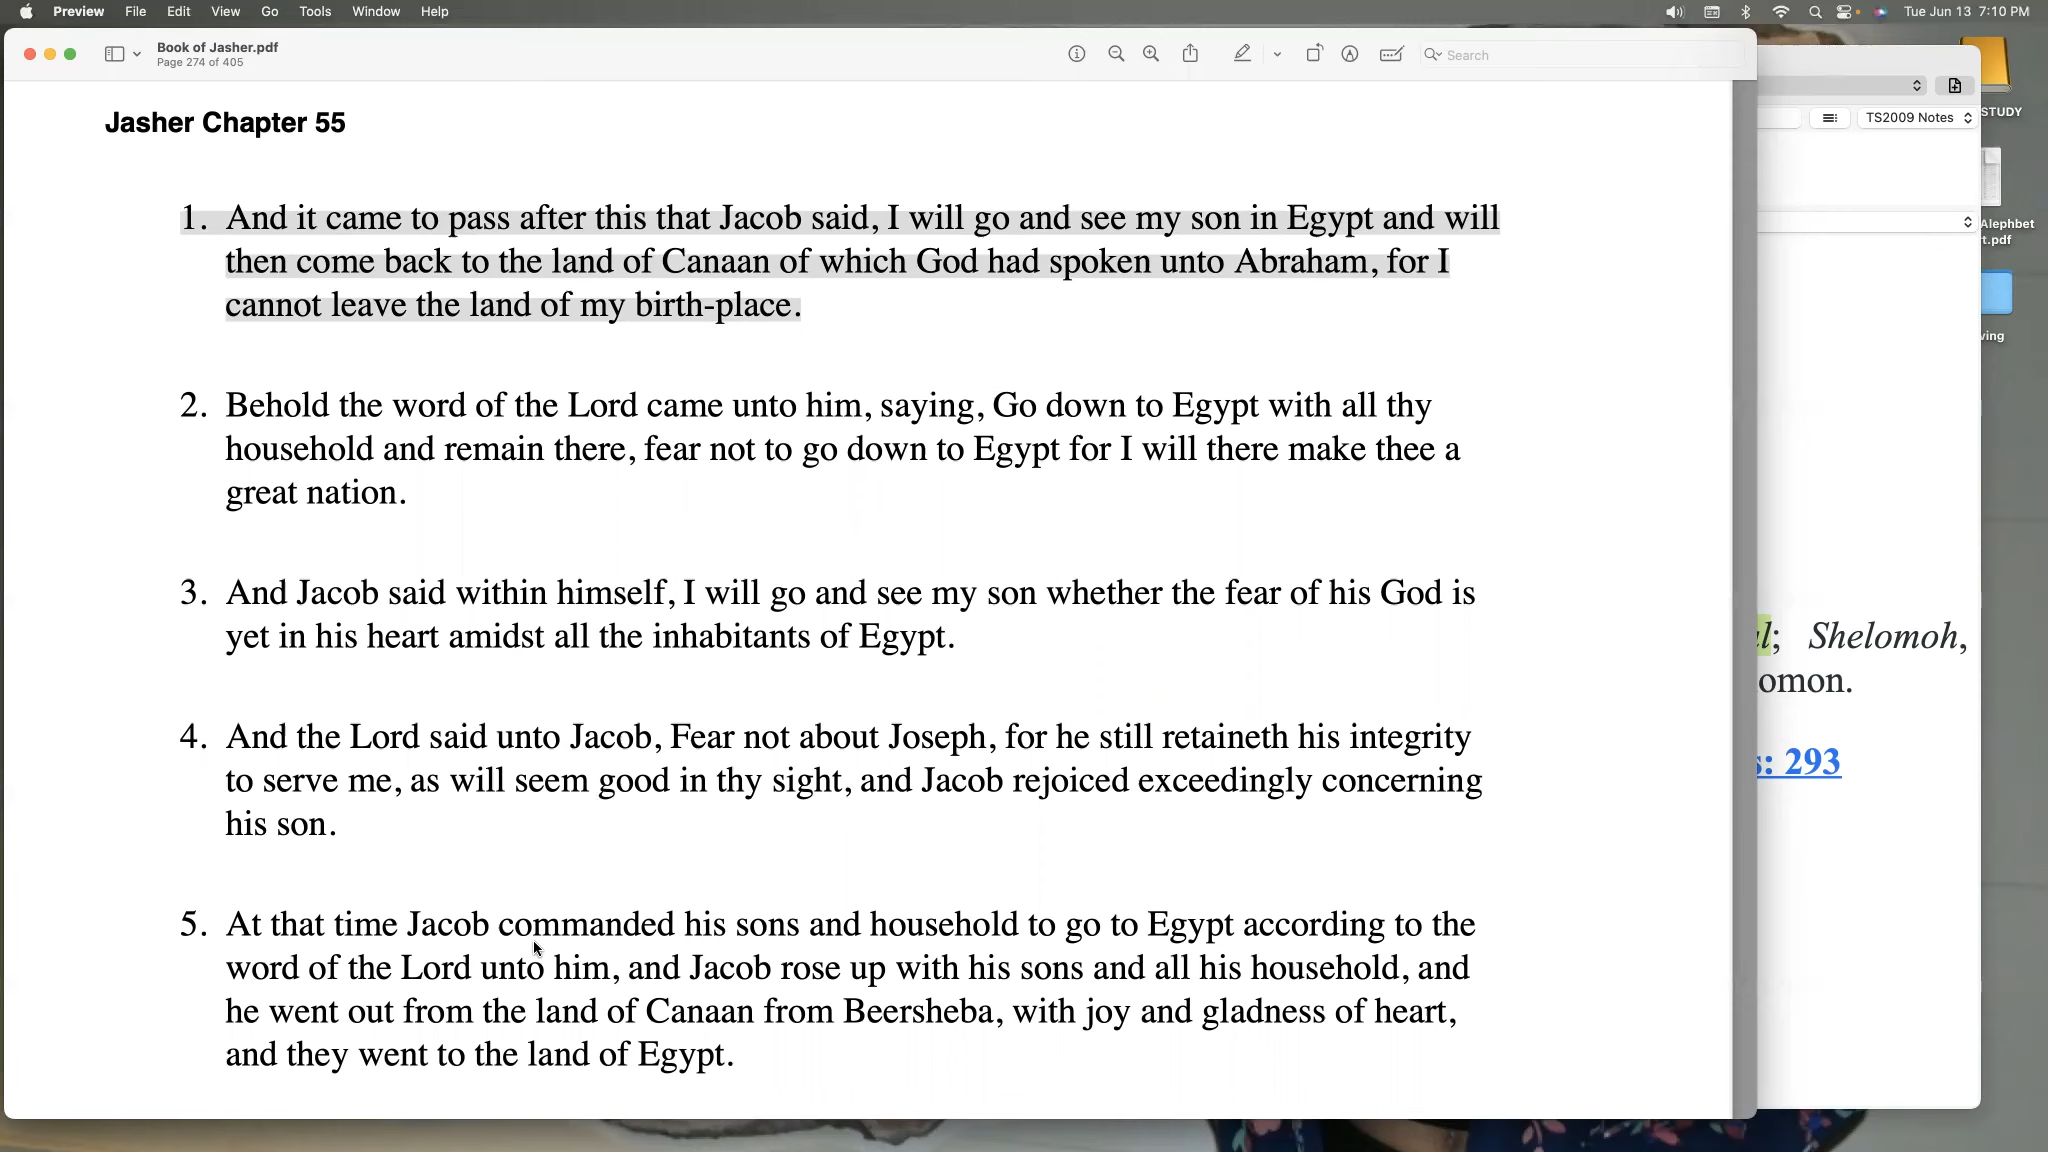 Preview File Edit View Go Tools Window Help
Tue Jun 13 7:10 PM
Book of Jasher.pdf
Page 274 of 405
Search
Jasher Chapter 55
1. And it came to pass after this that Jacob said, I will go and see my son in Egypt and will
then come back to the land of Canaan of which God had spoken unto Abraham, for I
cannot leave the land of my birth-place.
2. Behold the word of the Lord came unto him, saying, Go down to Egypt with all thy
household and remain there, fear not to go down to Egypt for I will there make thee a
great nation.
3. And Jacob said within himself, I will go and see my son whether the fear of his God is
yet in his heart amidst all the inhabitants of Egypt.
4. And the Lord said unto Jacob, Fear not about Joseph, for he still retaineth his integrity
to serve me, as will seem good in thy sight, and Jacob rejoiced exceedingly concerning
his son.
5. At that time Jacob commanded his sons and household to go to Egypt according to the
word of the Lord unto him, and Jacob rose up with his sons and all his household, and
he went out from the land of Canaan from Beersheba, with joy and gladness of heart,
and they went to the land of Egypt.
TS2009 Notes
l; Shelomoh,
omon.
s: 293
STUDY
Alephbet
t.pdf
ving